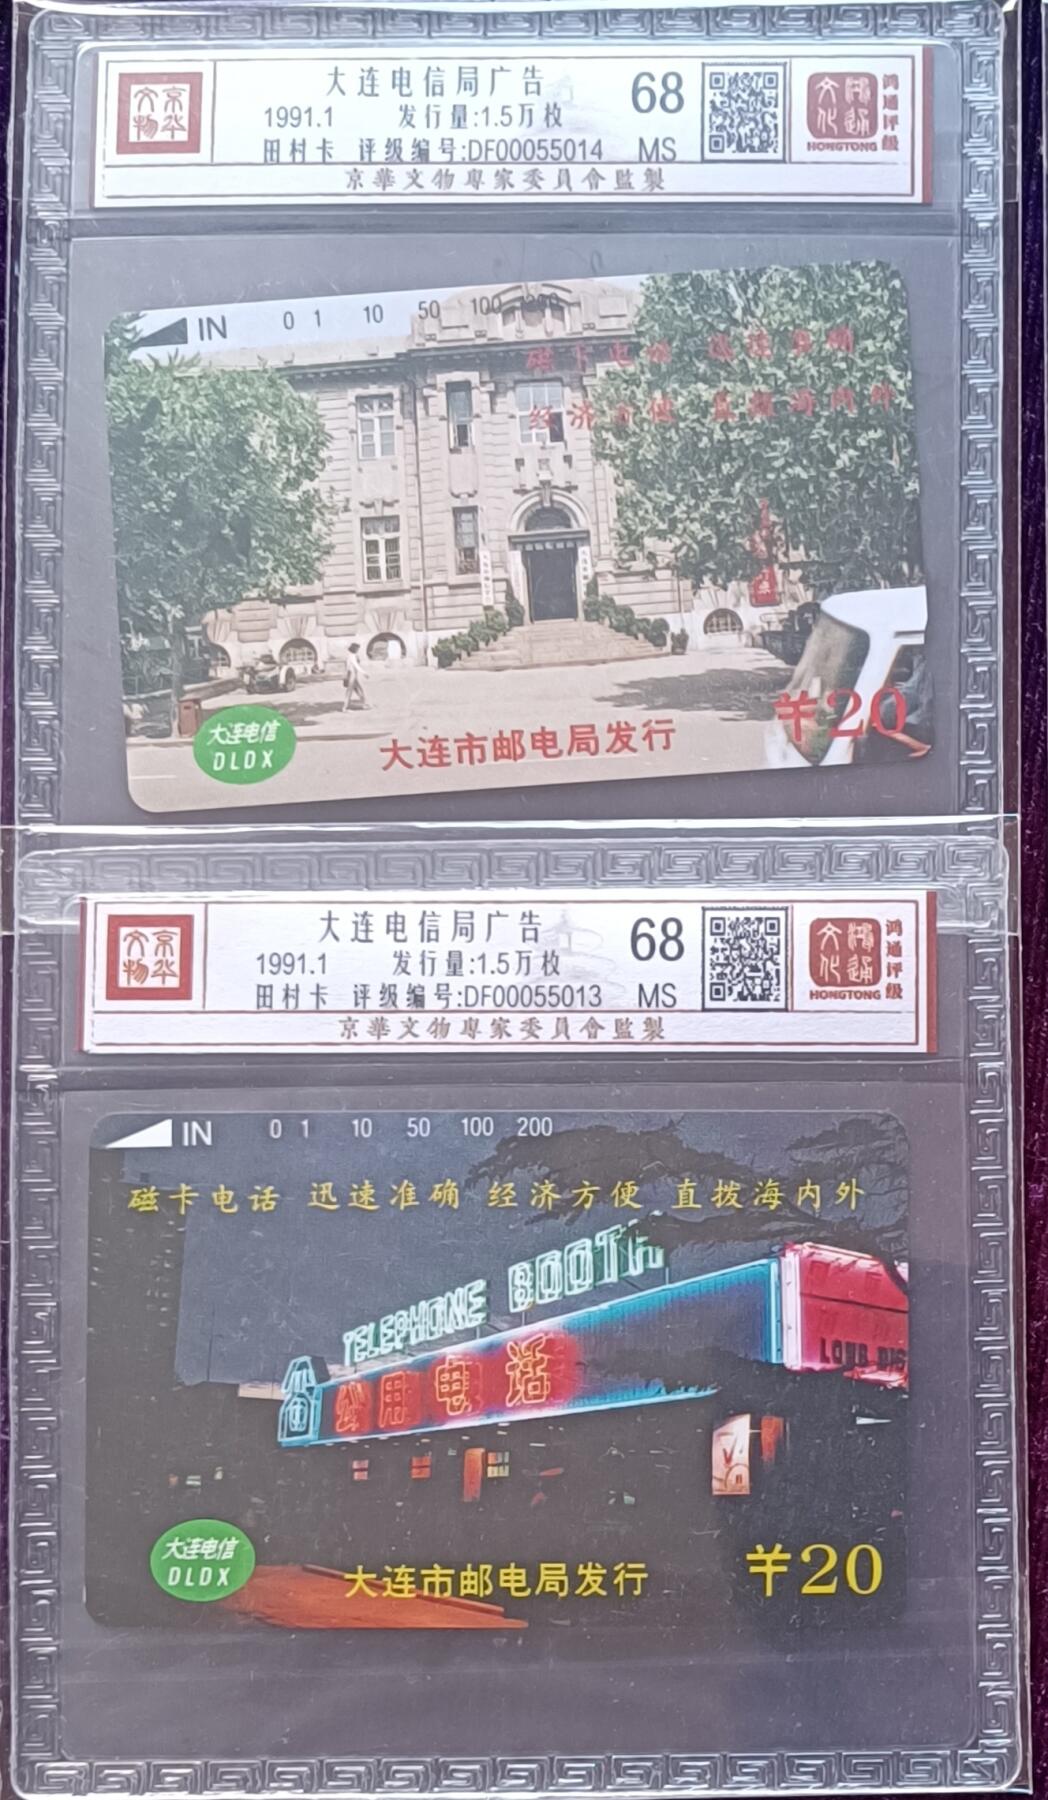 京华文物
大连电信局广告
1991.1 发行量:1.5万枚
田村卡 评级编号:DF00055014
68
MS
京華文物專家委員會監製
鸿通文化
HONGTONG
鸿通评级
IN 0 1 10 50 100 200
磁卡电话 迅速准确
经济方便 直拨海内外
大连电信
DLDX
大连市邮电局发行
¥20
京华文物
大连电信局广告
1991.1 发行量:1.5万枚
田村卡 评级编号:DF00055013
68
MS
京華文物專家委員會監製
鸿通文化
HONGTONG
鸿通评级
IN 0 1 10 50 100 200
磁卡电话 迅速准确 经济方便 直拨海内外
TELEPHONE BOOTH
公用电话
大连电信
DLDX
大连市邮电局发行
¥20